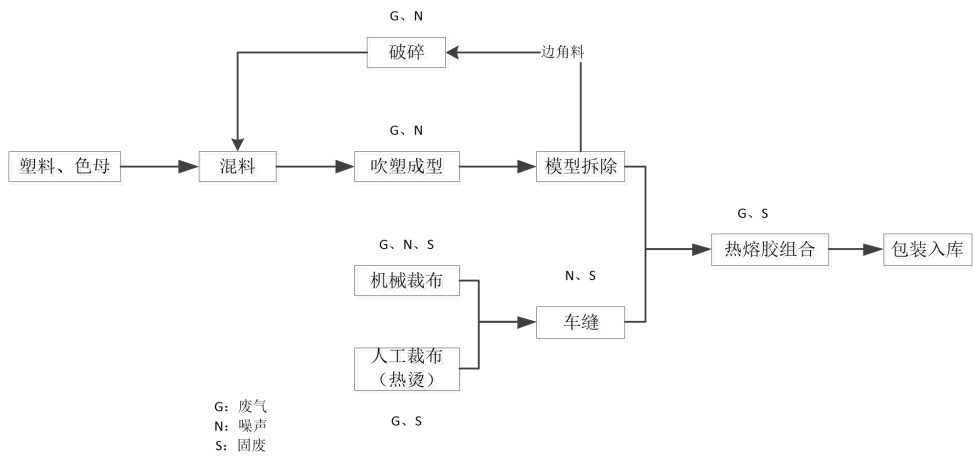 G、N
破碎
边角料
G、N
塑料、色母
混料
吹塑成型
模型拆除
G、S
热熔胶组合
包装入库
G、N、S
机械裁布
N、S
车缝
人工裁布
（热烫）
G、S
G：废气
N：噪声
S：固废